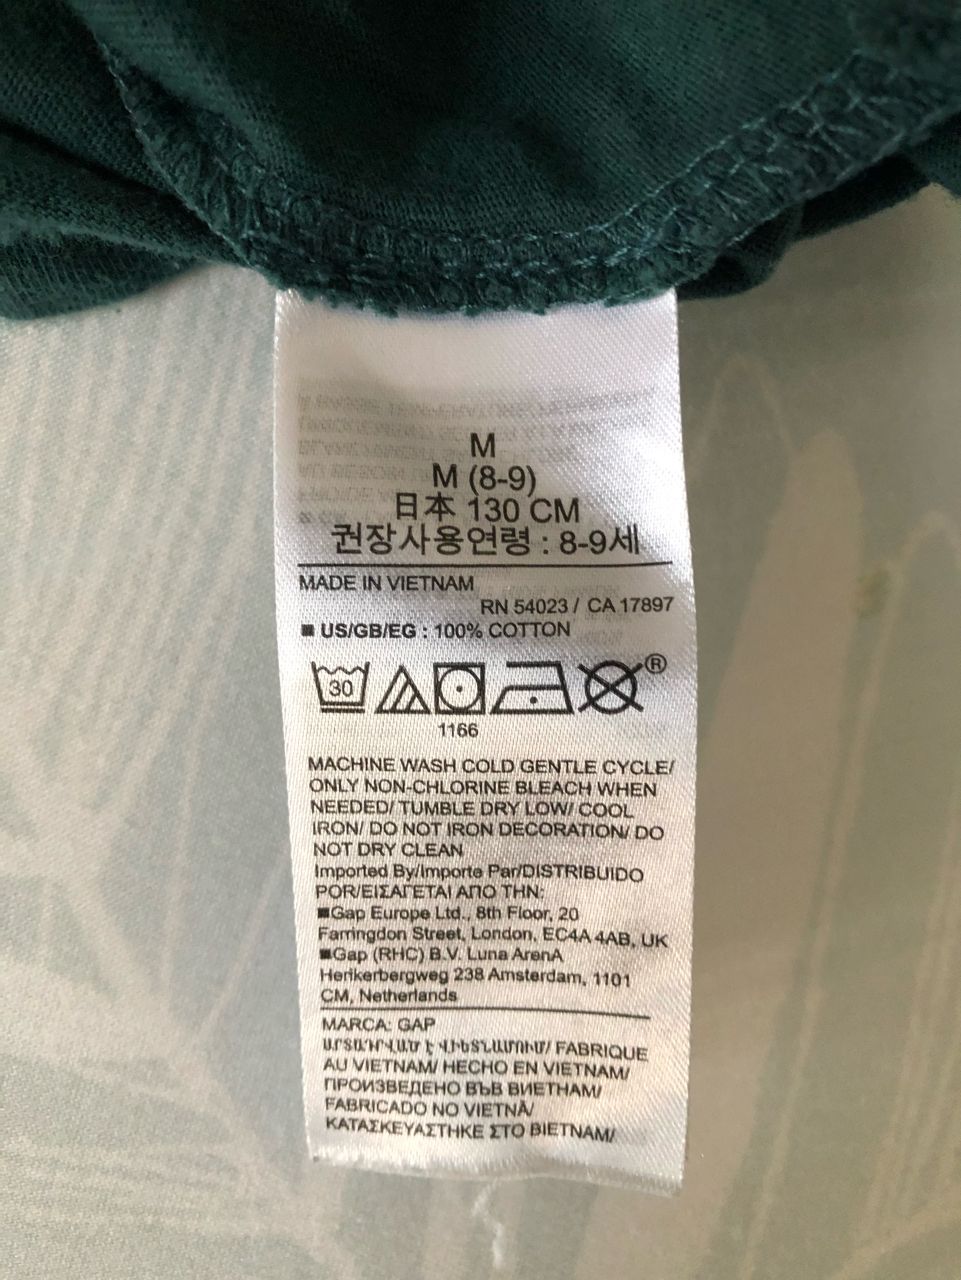 M
M (8-9)
日本 130 CM
권장사용연령 : 8-9세
MADE IN VIETNAM
RN 54023 / CA 17897
■ US/GB/EG : 100% COTTON
30
®
1166
MACHINE WASH COLD GENTLE CYCLE/
ONLY NON-CHLORINE BLEACH WHEN
NEEDED/ TUMBLE DRY LOW/ COOL
IRON/ DO NOT IRON DECORATION/ DO
NOT DRY CLEAN
Imported By/Importe Par/DISTRIBUIDO
POR/ΕΙΣΑΓΕΤΑΙ ΑΠΟ ΤΗΝ:
■Gap Europe Ltd., 8th Floor, 20
Farringdon Street, London, EC4A 4AB, UK
■Gap (RHC) B.V. Luna ArenA
Herikerbergweg 238 Amsterdam, 1101
CM, Netherlands
MARCA: GAP
ԱՐՏԱԴՐՎԱԾ Է ՎԻԵՏՆԱՄՈՒՄ/ FABRIQUE
AU VIETNAM/ HECHO EN VIETNAM/
ПРОИЗВЕДЕНО ВЪВ ВИЕТНАМ/
FABRICADO NO VIETNÃ/
ΚΑΤΑΣΚΕΥΑΣΤΗΚΕ ΣΤΟ ΒΙΕΤΝΑΜ/